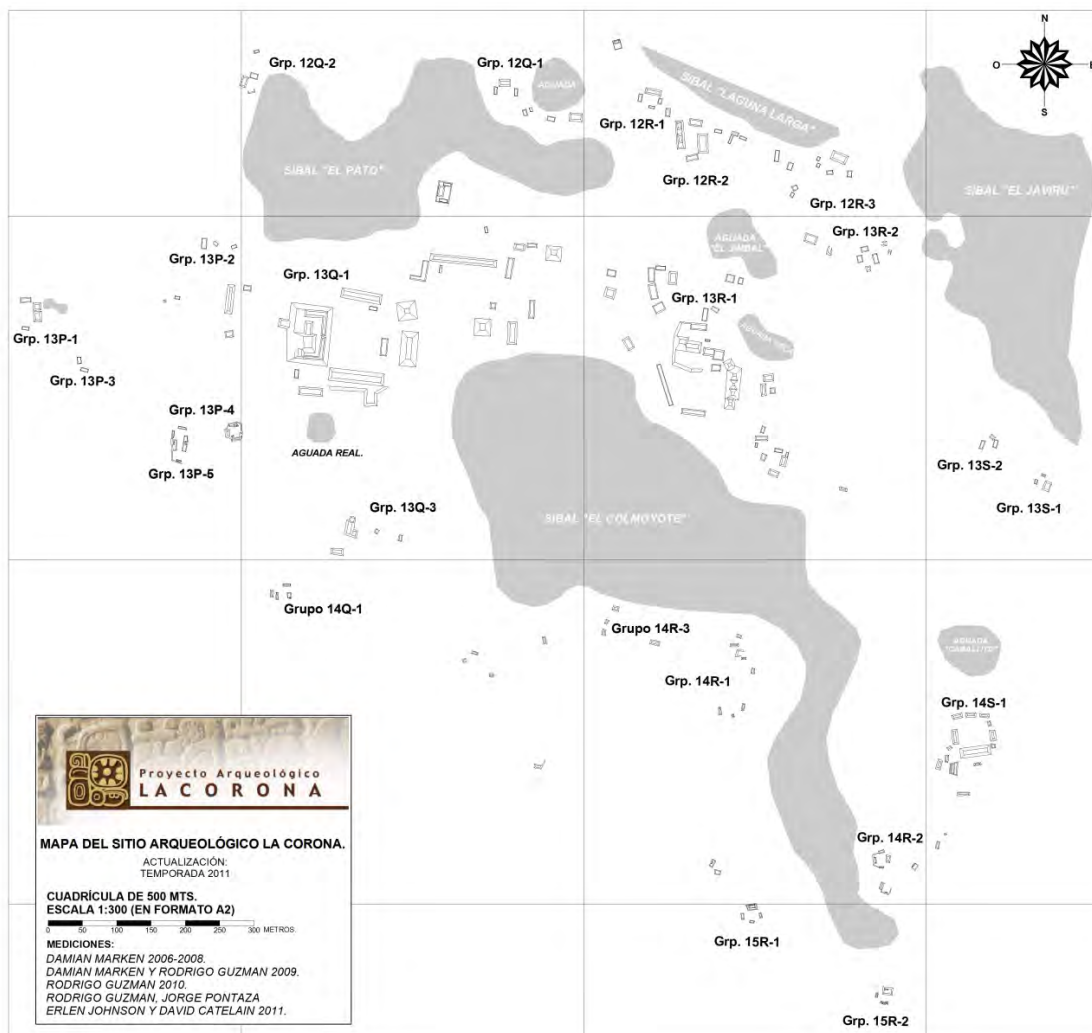 N
O
E
S
Grp. 12Q-2
Grp. 12Q-1
AGUADA
SIBAL "LAGUNA LARGA"
Grp. 12R-1
SIBAL "EL PATO"
Grp. 12R-2
SIBAL "EL JAVIRU"
Grp. 12R-3
Grp. 13R-2
AGUADA
Grp. 13P-2
Grp. 13Q-1
Grp. 13R-1
Grp. 13P-1
Grp. 13P-3
Grp. 13P-4
AGUADA REAL.
Grp. 13P-5
Grp. 13S-2
Grp. 13S-1
Grp. 13Q-3
SIBAL "EL COLMOYOTE"
Grupo 14Q-1
Grupo 14R-3
AGUADA
Grp. 14R-1
Grp. 14S-1
Grp. 14R-2
Grp. 15R-1
Grp. 15R-2
Proyecto Arqueológico
LA CORONA
MAPA DEL SITIO ARQUEOLÓGICO LA CORONA.
ACTUALIZACIÓN:
TEMPORADA 2011
CUADRÍCULA DE 500 MTS.
ESCALA 1:300 (EN FORMATO A2)
0 50 100 150 200 250 300 METROS.
MEDICIONES:
DAMIAN MARKEN 2006-2008.
DAMIAN MARKEN Y RODRIGO GUZMAN 2009.
RODRIGO GUZMAN 2010.
RODRIGO GUZMAN, JORGE PONTAZA
ERLEN JOHNSON Y DAVID CATELAIN 2011.